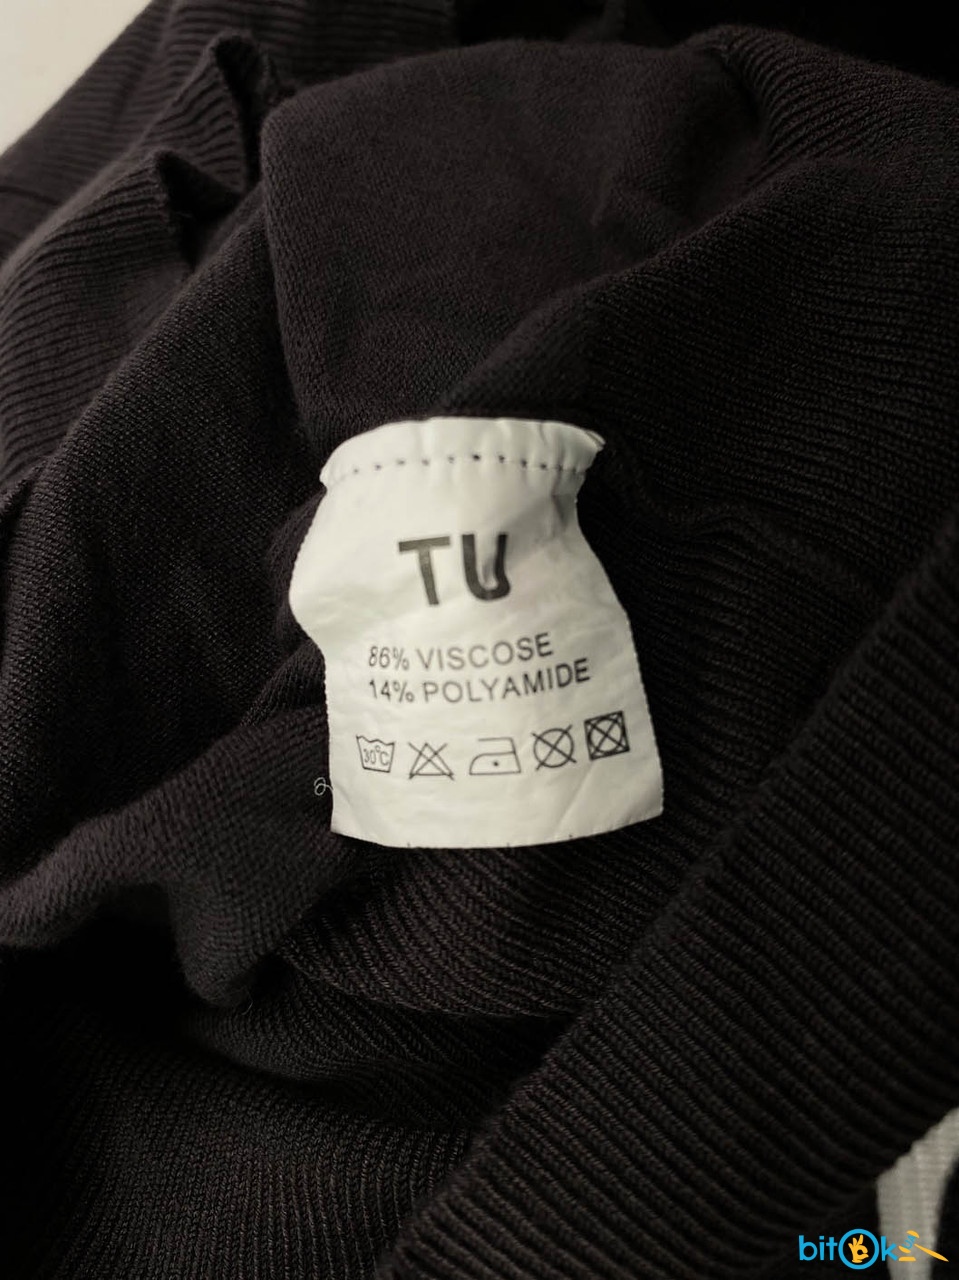 TU
86% VISCOSE
14% POLYAMIDE
30°C
bitOk